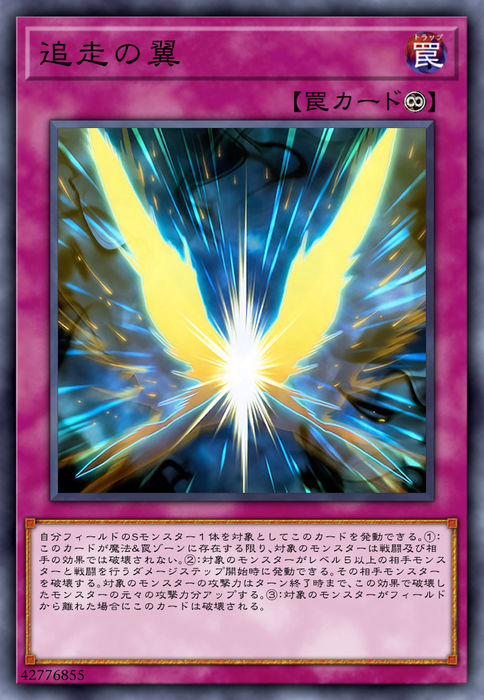 追走の翼
トラップ
罠
【罠カード】
自分フィールドのSモンスター1体を対象としてこのカードを発動できる。①：
このカードが魔法&罠ゾーンに存在する限り、対象のモンスターは戦闘及び相
手の効果では破壊されない。②：対象のモンスターがレベル5以上の相手モンス
ターと戦闘を行うダメージステップ開始時に発動できる。その相手モンスター
を破壊する。対象のモンスターの攻撃力はターン終了時まで、この効果で破壊し
たモンスターの元々の攻撃力分アップする。③：対象のモンスターがフィールド
から離れた場合にこのカードは破壊される。
42776855